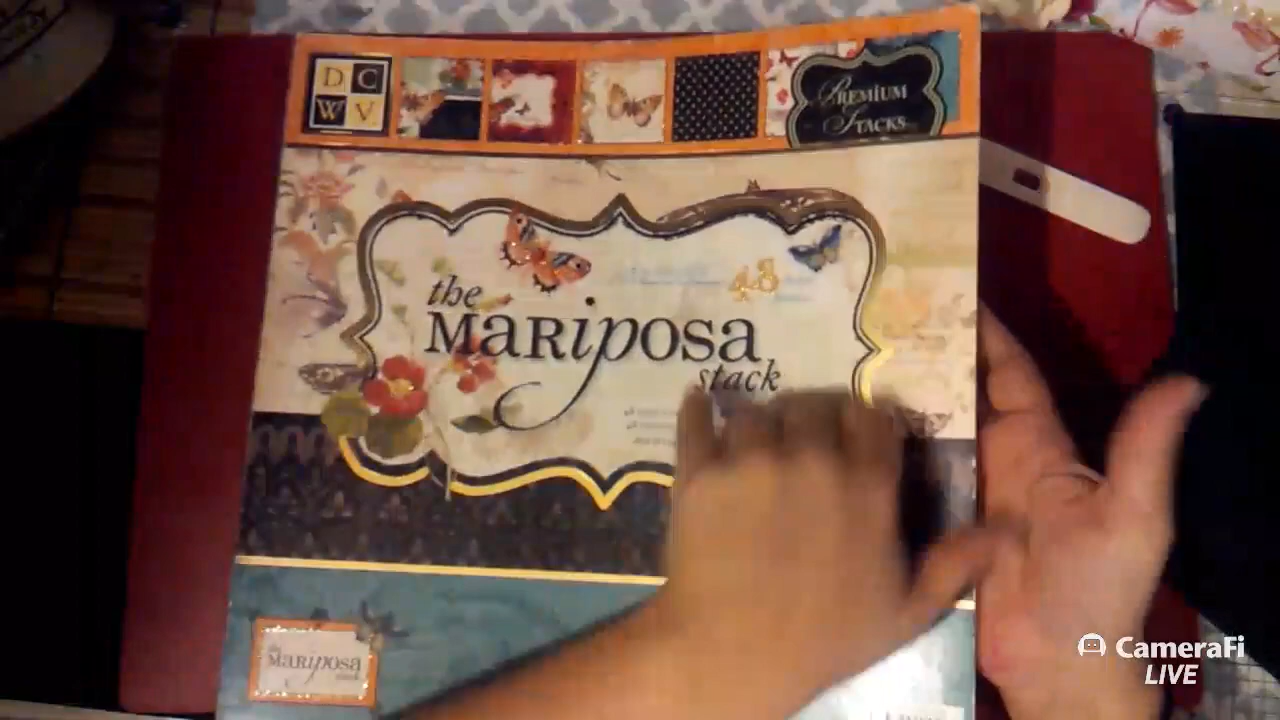 D C
W V
PREMIUM
STACKS
48
the
MARiposa
stack
the
MARiposa
stack
CameraFi
LIVE